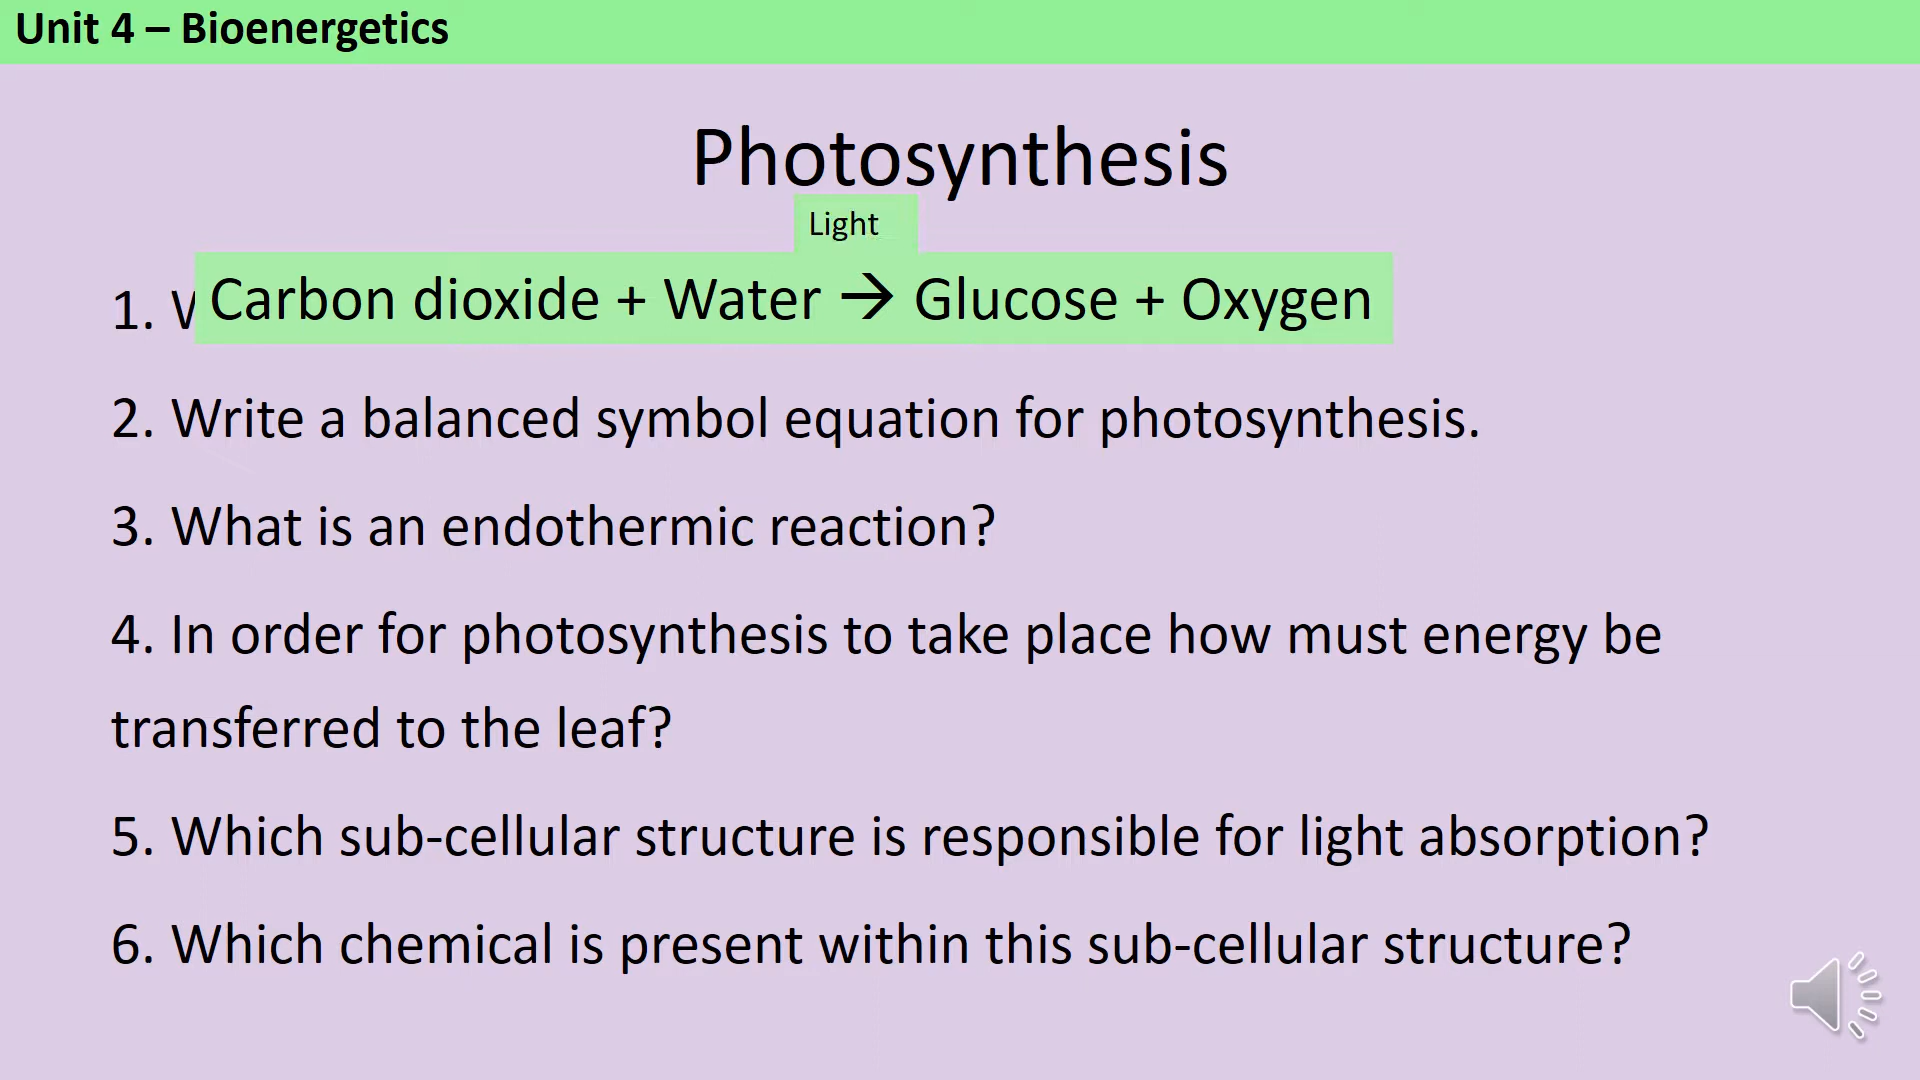 Unit 4 – Bioenergetics
Photosynthesis
Light
1. W Carbon dioxide + Water → Glucose + Oxygen
2. Write a balanced symbol equation for photosynthesis.
3. What is an endothermic reaction?
4. In order for photosynthesis to take place how must energy be
transferred to the leaf?
5. Which sub-cellular structure is responsible for light absorption?
6. Which chemical is present within this sub-cellular structure?